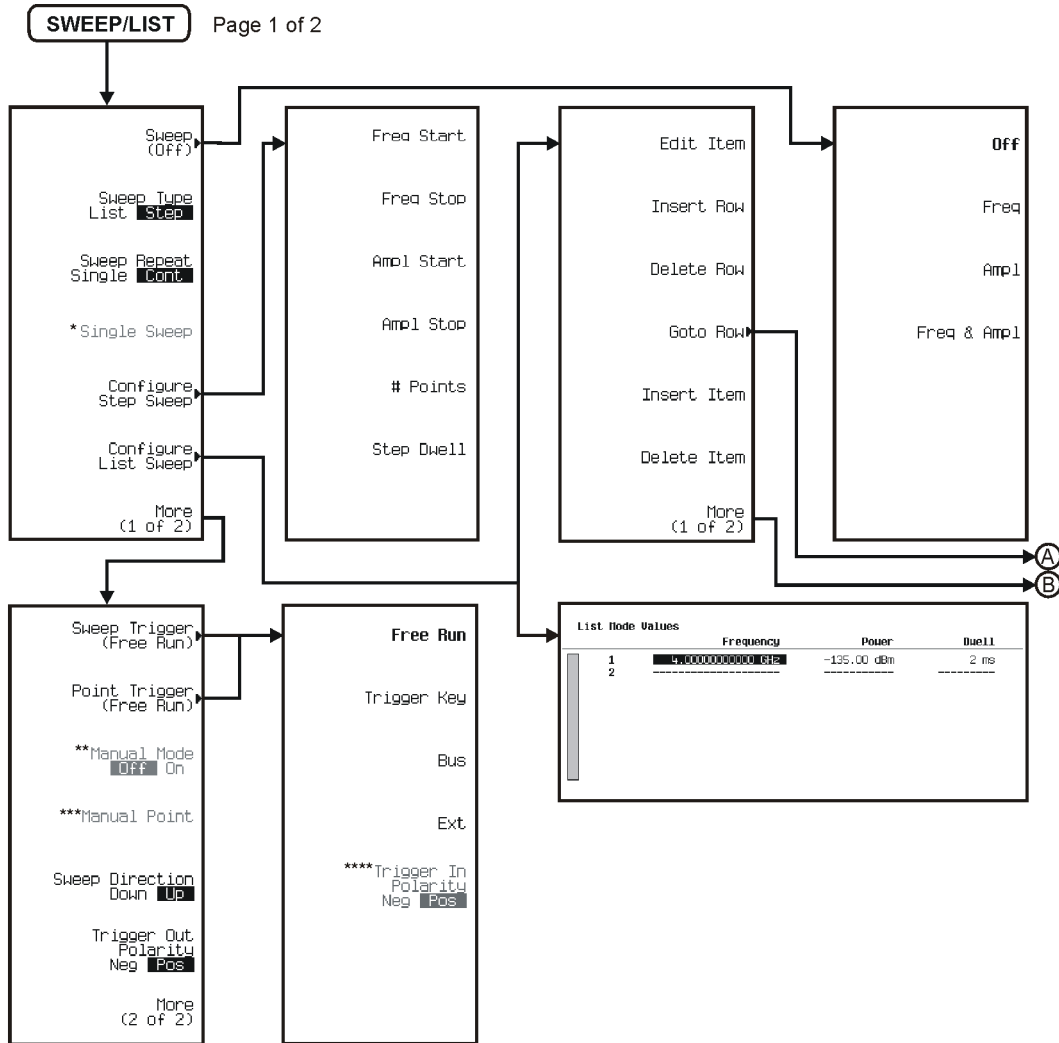 SWEEP/LIST
Page 1 of 2
Sweep
(Off)
Sweep Type
List Step
Sweep Repeat
Single Cont
*Single Sweep
Configure
Step Sweep
Configure
List Sweep
More
(1 of 2)
Freq Start
Freq Stop
Ampl Start
Ampl Stop
# Points
Step Dwell
Edit Item
Insert Row
Delete Row
Goto Row
Insert Item
Delete Item
More
(1 of 2)
Off
Freq
Ampl
Freq & Ampl
A
B
Sweep Trigger
(Free Run)
Point Trigger
(Free Run)
**Manual Mode
Off On
***Manual Point
Sweep Direction
Down Up
Trigger Out
Polarity
Neg Pos
More
(2 of 2)
Free Run
Trigger Key
Bus
Ext
****Trigger In
Polarity
Neg Pos
List Mode Values
Frequency Power Dwell
1 4.00000000000 GHz -135.00 dBm 2 ms
2 ------------------- ----------- ---------